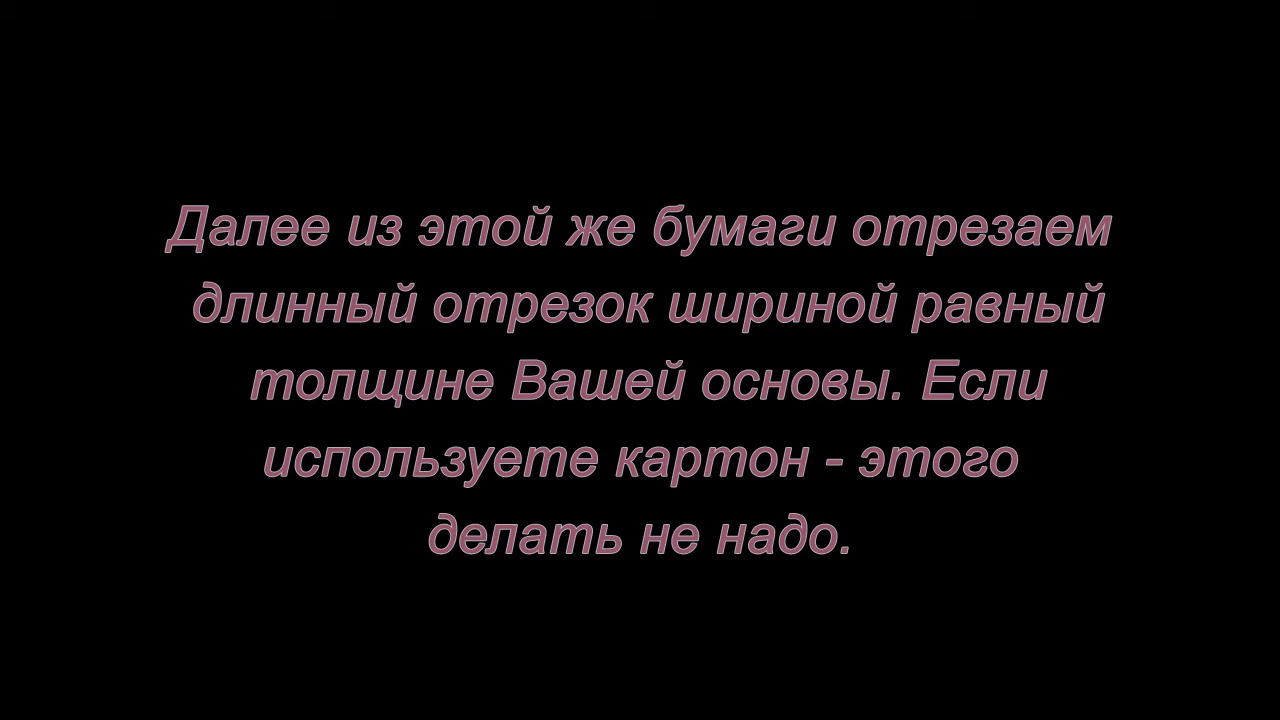 Далее из этой же бумаги отрезаем
длинный отрезок шириной равный
толщине Вашей основы. Если
используете картон - этого
делать не надо.